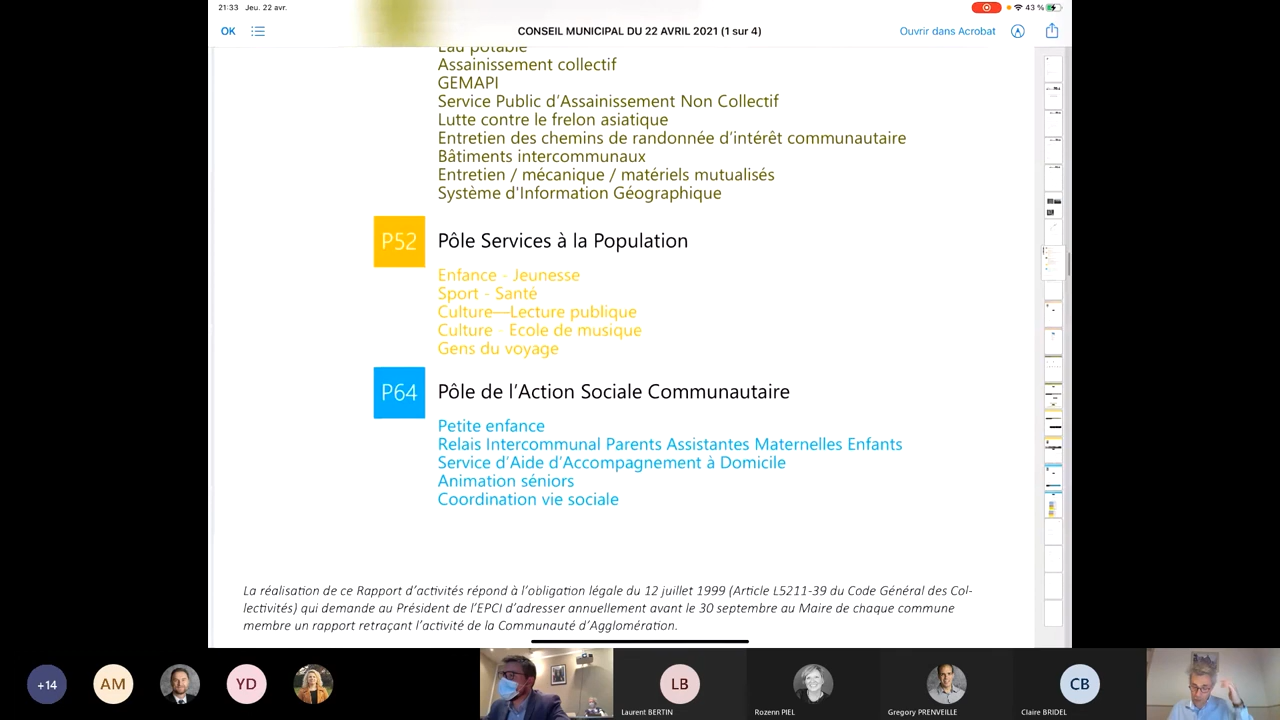 21:33 Jeu. 22 avr.
43 %
OK
CONSEIL MUNICIPAL DU 22 AVRIL 2021 (1 sur 4)
Ouvrir dans Acrobat
Eau potable
Assainissement collectif
GEMAPI
Service Public d’Assainissement Non Collectif
Lutte contre le frelon asiatique
Entretien des chemins de randonnée d’intérêt communautaire
Bâtiments intercommunaux
Entretien / mécanique / matériels mutualisés
Système d'Information Géographique
P52 Pôle Services à la Population
Enfance - Jeunesse
Sport - Santé
Culture—Lecture publique
Culture - Ecole de musique
Gens du voyage
P64 Pôle de l’Action Sociale Communautaire
Petite enfance
Relais Intercommunal Parents Assistantes Maternelles Enfants
Service d’Aide d’Accompagnement à Domicile
Animation séniors
Coordination vie sociale
La réalisation de ce Rapport d’activités répond à l’obligation légale du 12 juillet 1999 (Article L5211-39 du Code Général des Col-
lectivités) qui demande au Président de l’EPCI d’adresser annuellement avant le 30 septembre au Maire de chaque commune
membre un rapport retraçant l’activité de la Communauté d’Agglomération.
+14
AM
YD
LB
CB
Laurent BERTIN
Rozenn PIEL
Gregory PRENVEILLE
Claire BRIDEL